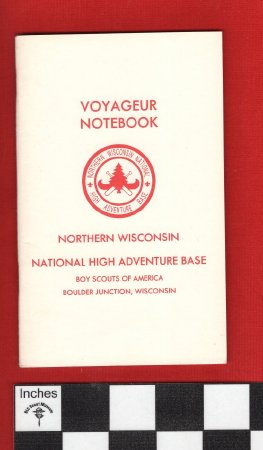 VOYAGEUR
NOTEBOOK
NORTHERN WISCONSIN NATIONAL
HIGH ADVENTURE BASE
NORTHERN WISCONSIN
NATIONAL HIGH ADVENTURE BASE
BOY SCOUTS OF AMERICA
BOULDER JUNCTION, WISCONSIN
Inches